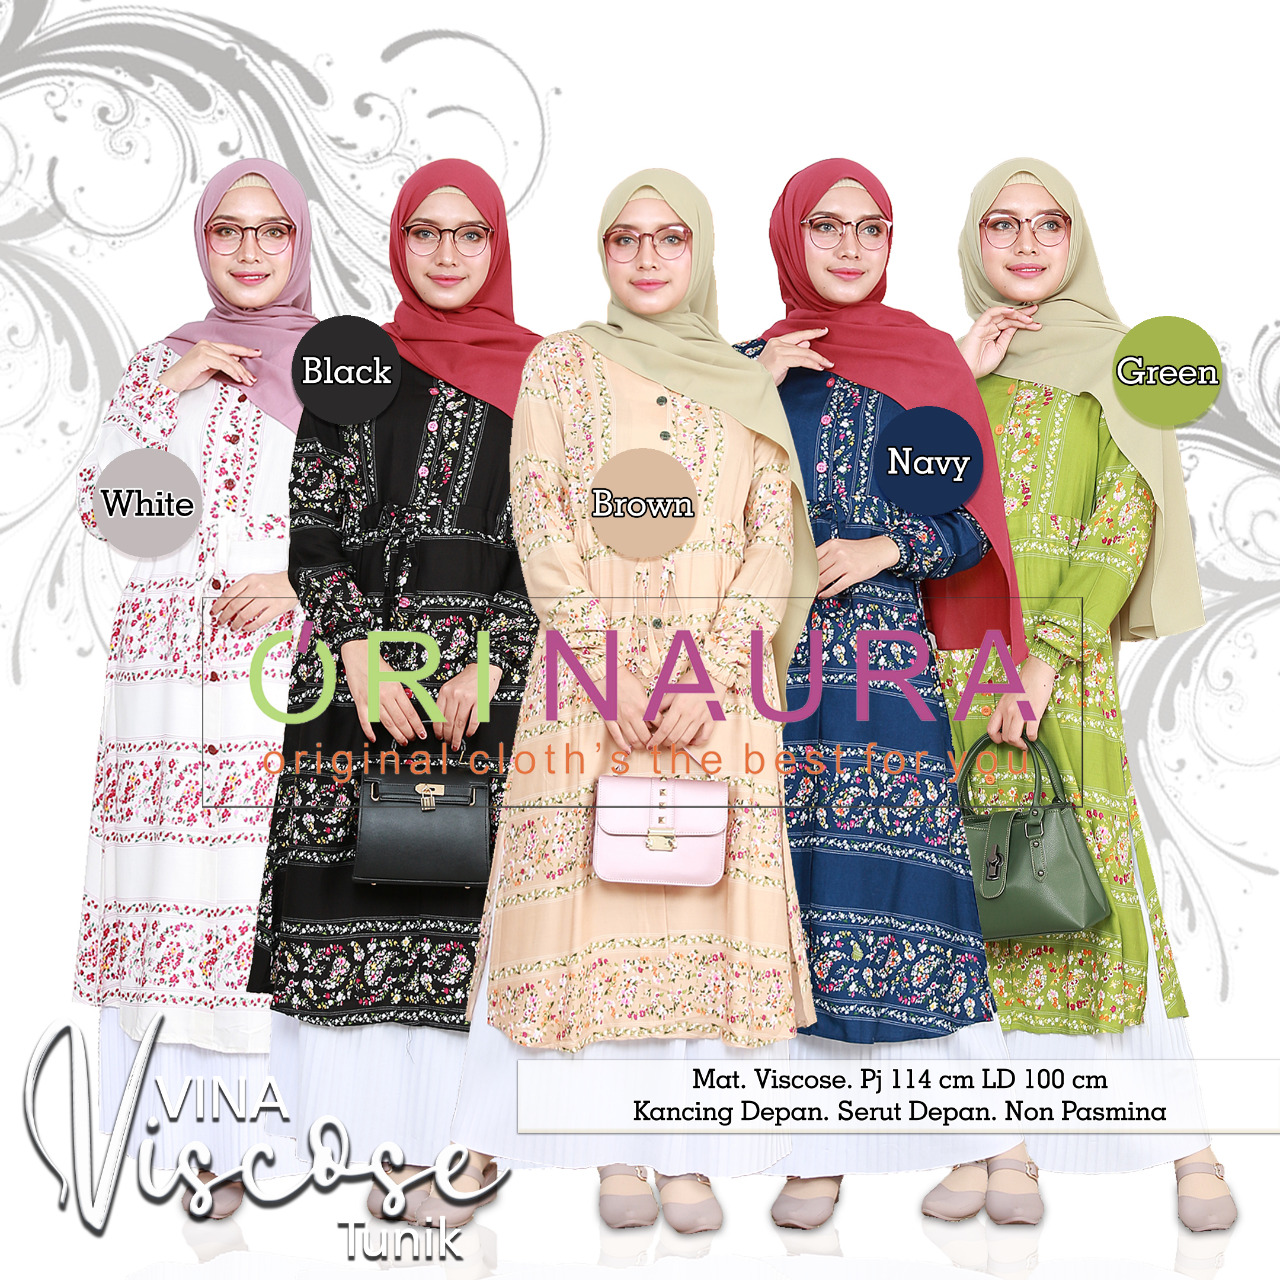 Black
Green
Navy
White
Brown
ORI NAURA
original cloth's the best for you
Mat. Viscose. Pj 114 cm LD 100 cm
Kancing Depan. Serut Depan. Non Pasmina
VINA
Viscose
Tunik